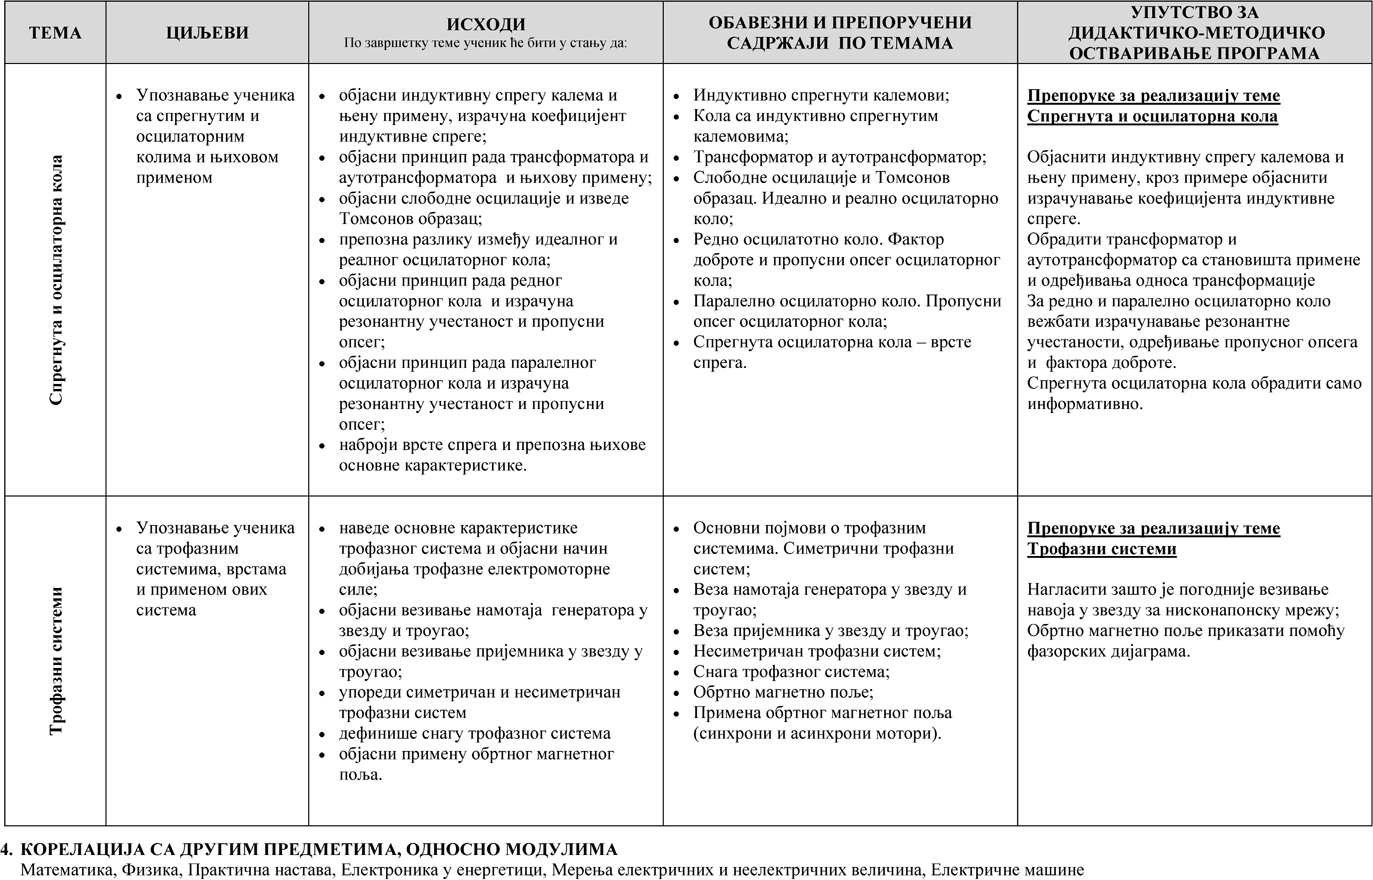 ТЕМА
ЦИЉЕВИ
ИСХОДИ
По завршетку теме ученик ће бити у стању да:
ОБАВЕЗНИ И ПРЕПОРУЧЕНИ
САДРЖАЈИ ПО ТЕМАМА
УПУТСТВО ЗА
ДИДАКТИЧКО-МЕТОДИЧКО
ОСТВАРИВАЊЕ ПРОГРАМА
Спрегнута и осцилаторна кола
• Упознавање ученика
са спрегнутим и
осцилаторним
колима и њиховом
применом
• објасни индуктивну спрегу калема и
њену примену, израчуна коефицијент
индуктивне спреге;
• објасни принцип рада трансформатора и
аутотрансформатора и њихову примену;
• објасни слободне осцилације и изведе
Томсонов образац;
• препозна разлику између идеалног и
реалног осцилаторног кола;
• објасни принцип рада редног
осцилаторног кола и израчуна
резонантну учестаност и пропусни
опсег;
• објасни принцип рада паралелног
осцилаторног кола и израчуна
резонантну учестаност и пропусни
опсег;
• наброји врсте спрега и препозна њихове
основне карактеристике.
• Индуктивно спрегнути калемови;
• Кола са индуктивно спрегнутим
калемовима;
• Трансформатор и аутотрансформатор;
• Слободне осцилације и Томсонов
образац. Идеално и реално осцилаторно
коло;
• Редно осцилатотно коло. Фактор
доброте и пропусни опсег осцилаторног
кола;
• Паралелно осцилаторно коло. Пропусни
опсег осцилаторног кола;
• Спрегнута осцилаторна кола – врсте
спрега.
Препоруке за реализацију теме
Спрегнута и осцилаторна кола
Објаснити индуктивну спрегу калемова и
њену примену, кроз примере објаснити
израчунавање коефицијента индуктивне
спреге.
Обрадити трансформатор и
аутотрансформатор са становишта примене
и одређивања односа трансформације
За редно и паралелно осцилаторно коло
вежбати израчунавање резонантне
учестаности, одређивање пропусног опсега
и фактора доброте.
Спрегнута осцилаторна кола обрадити само
информативно.
Трофазни системи
• Упознавање ученика
са трофазним
системима, врстама
и применом ових
система
• наведе основне карактеристике
трофазног система и објасни начин
добијања трофазне електромоторне
силе;
• објасни везивање намотаја генератора у
звезду и троугао;
• објасни везивање пријемника у звезду у
троугао;
• упореди симетричан и несиметричан
трофазни систем
• дефинише снагу трофазног система
• објасни примену обртног магнетног
поља.
• Основни појмови о трофазним
системима. Симетрични трофазни
систем;
• Веза намотаја генератора у звезду и
троугао;
• Веза пријемника у звезду и троугао;
• Несиметричан трофазни систем;
• Снага трофазног система;
• Обртно магнетно поље;
• Примена обртног магнетног поља
(синхрони и асинхрони мотори).
Препоруке за реализацију теме
Трофазни системи
Нагласити зашто је погодније везивање
навоја у звезду за нисконапонску мрежу;
Обртно магнетно поље приказати помоћу
фазорских дијаграма.
4. КОРЕЛАЦИЈА СА ДРУГИМ ПРЕДМЕТИМА, ОДНОСНО МОДУЛИМА
Математика, Физика, Практична настава, Електроника у енергетици, Мерења електричних и неелектричних величина, Електричне машине